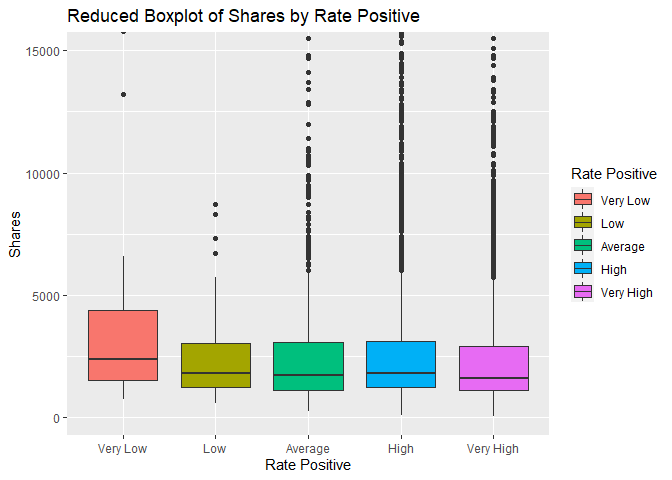 Reduced Boxplot of Shares by Rate Positive
15000
10000
5000
0
Shares
Very Low
Low
Average
High
Very High
Rate Positive
Rate Positive
Very Low
Low
Average
High
Very High